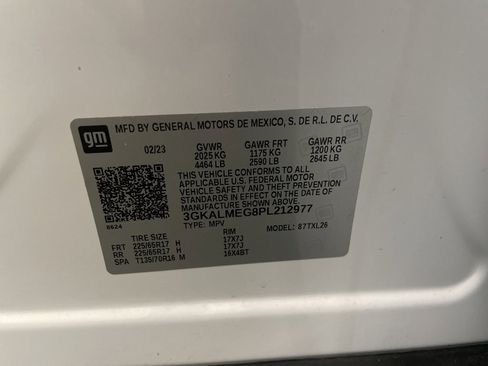 gm
MFD BY GENERAL MOTORS DE MEXICO, S. DE R.L. DE C.V.
02/23 GVWR GAWR FRT GAWR RR
2025 KG 1175 KG 1200 KG
4464 LB 2590 LB 2645 LB
THIS VEHICLE CONFORMS TO ALL
APPLICABLE U.S. FEDERAL MOTOR
VEHICLE SAFETY AND THEFT PREVENTION
STANDARDS IN EFFECT ON THE DATE OF
MANUFACTURE SHOWN ABOVE.
3GKALMEG8PL212977
8624 TYPE: MPV MODEL: 87TXL26
TIRE SIZE RIM
FRT 225/65R17 H 17X7J
RR 225/65R17 H 17X7J
SPA T135/70R16 M 16X4BT